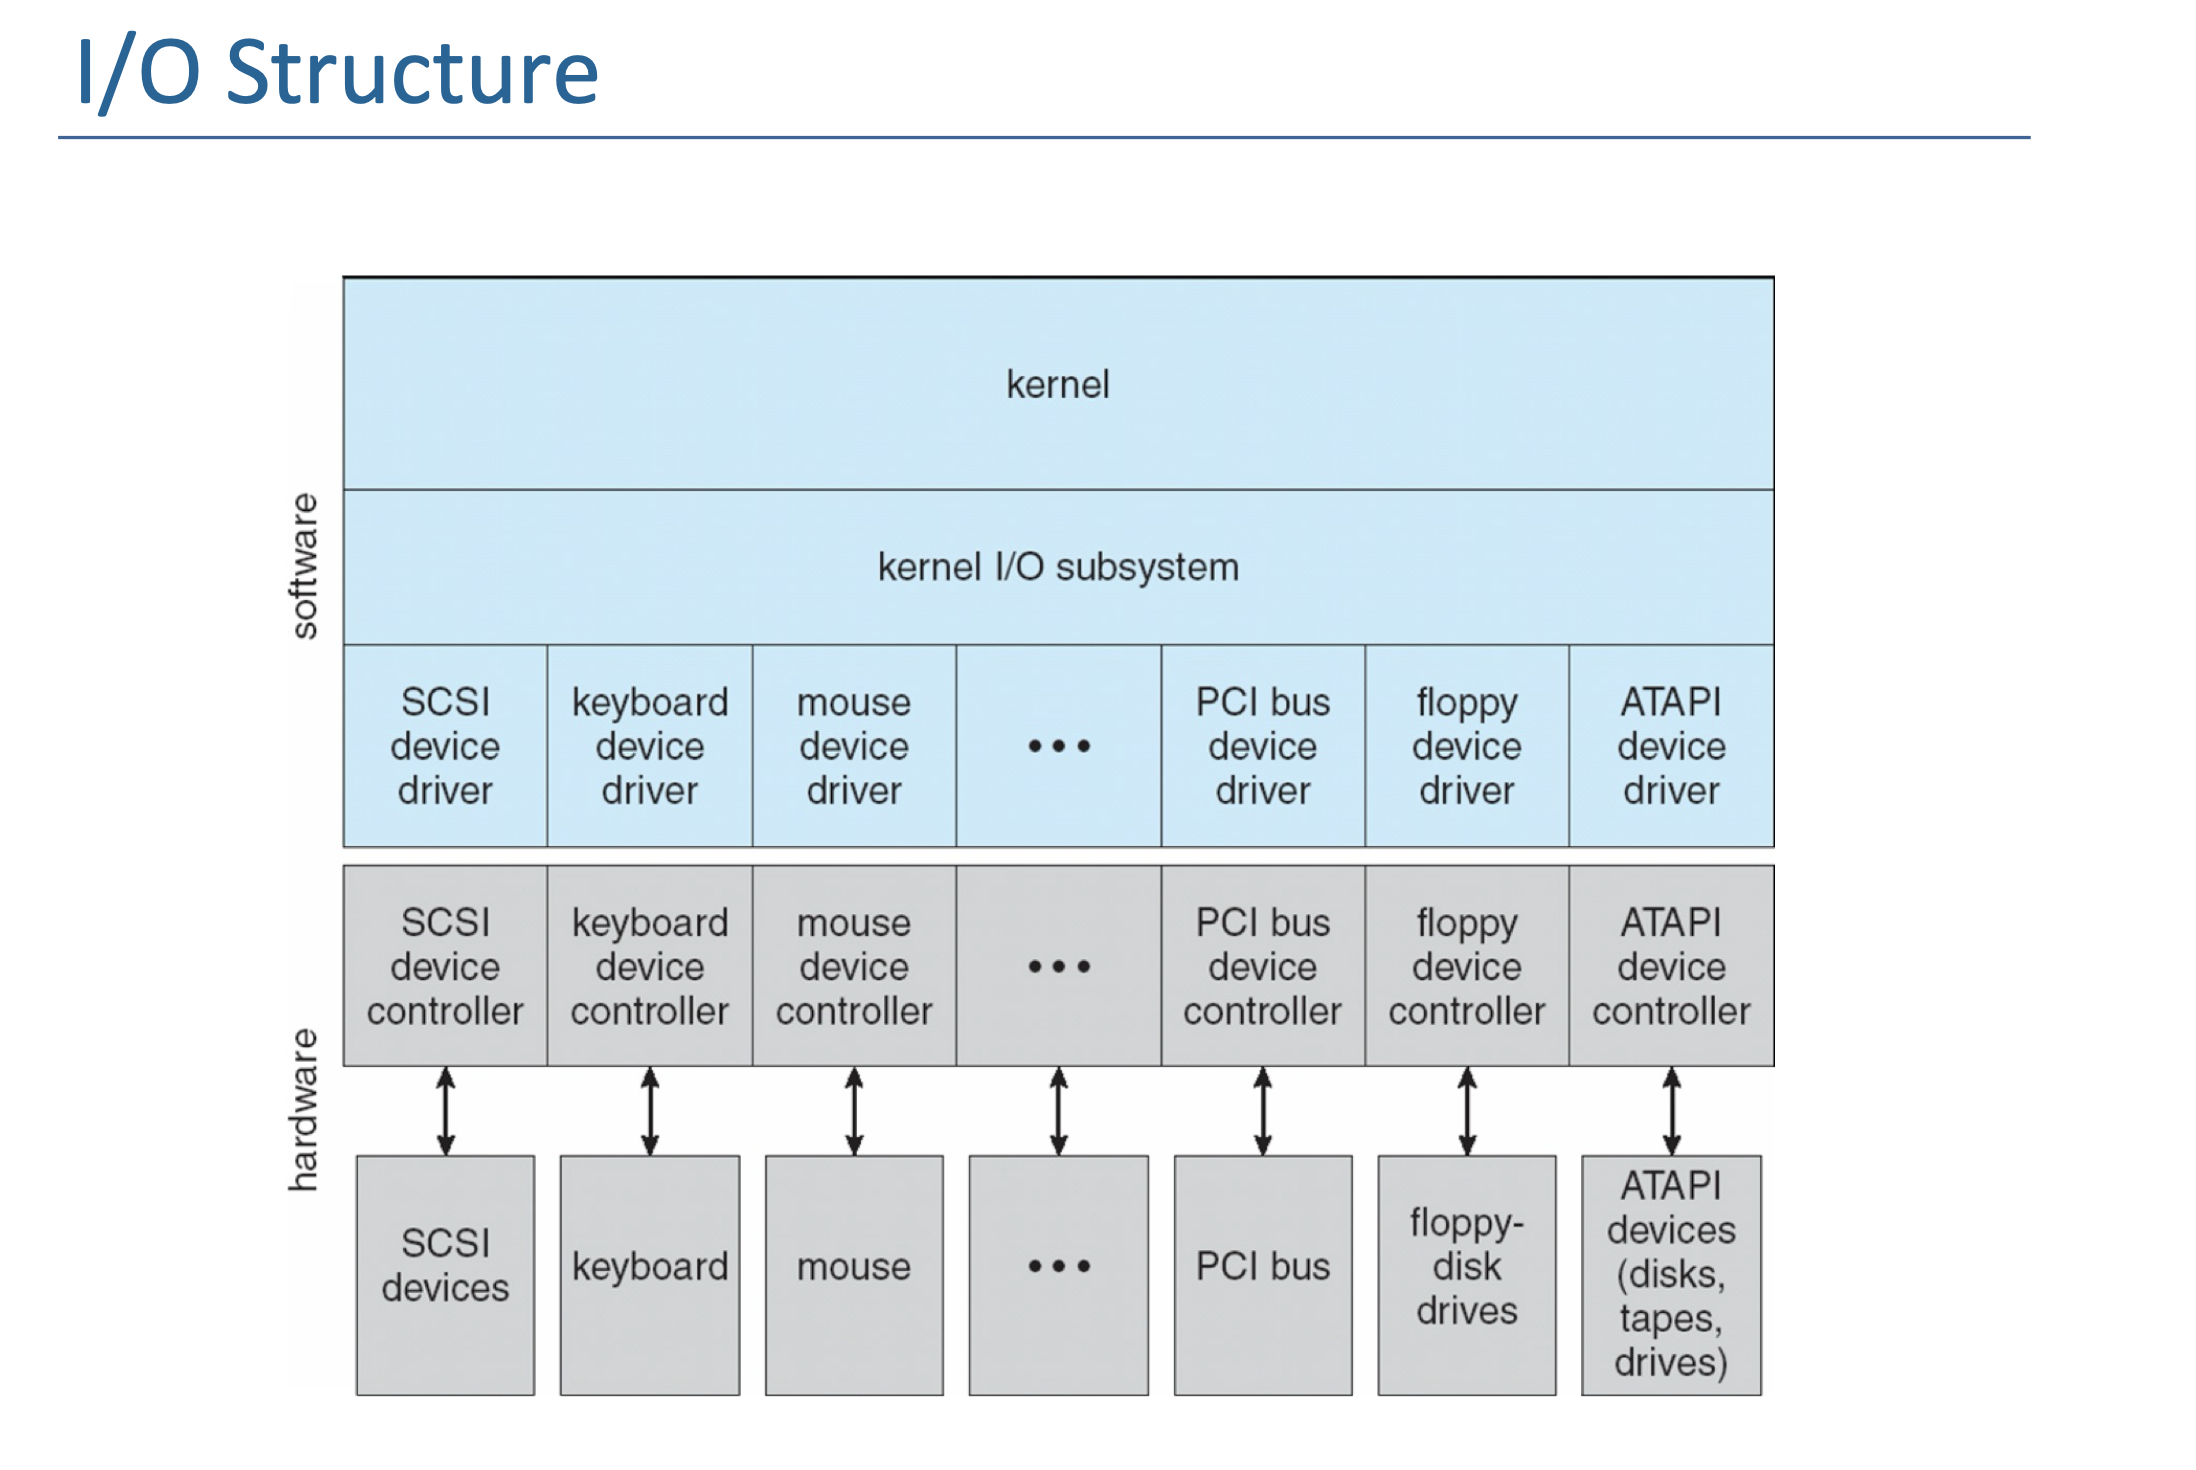 I/O Structure
software
kernel
kernel I/O subsystem
SCSI
device
driver
keyboard
device
driver
mouse
device
driver
•••
PCI bus
device
driver
floppy
device
driver
ATAPI
device
driver
hardware
SCSI
device
controller
keyboard
device
controller
mouse
device
controller
•••
PCI bus
device
controller
floppy
device
controller
ATAPI
device
controller
SCSI
devices
keyboard
mouse
•••
PCI bus
floppy-
disk
drives
ATAPI
devices
(disks,
tapes,
drives)